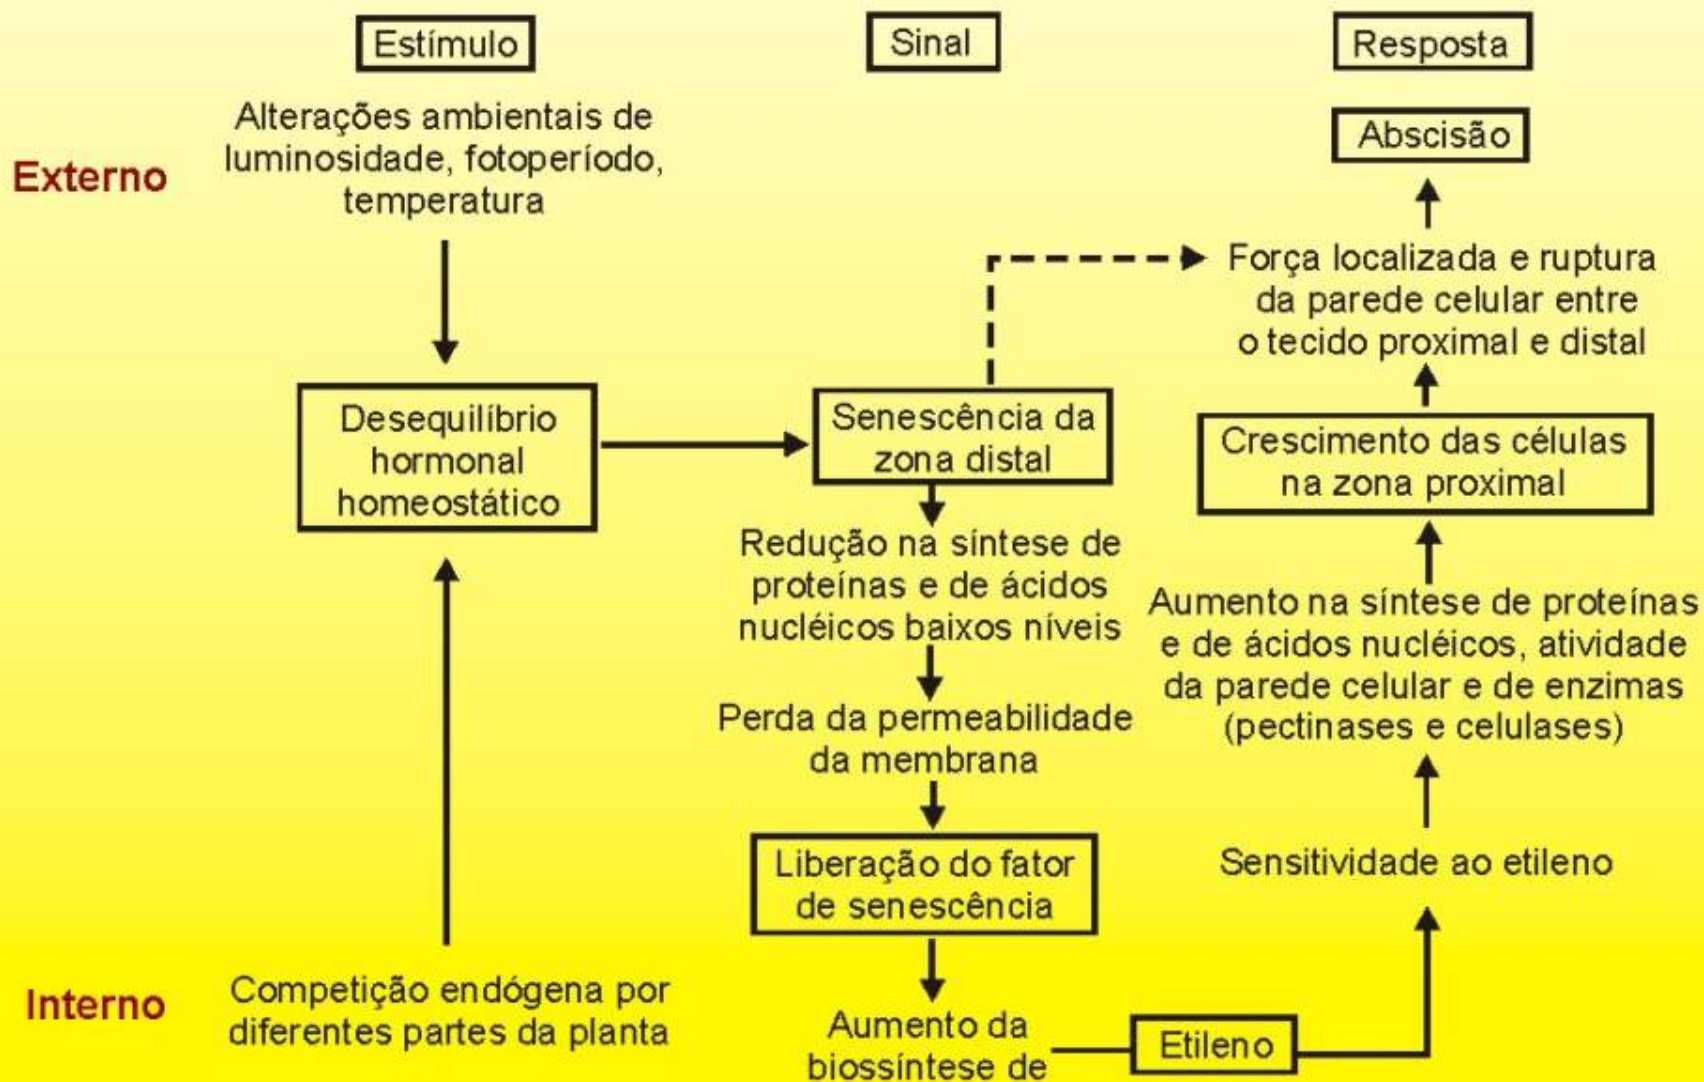 Estímulo
Sinal
Resposta
Externo
Alterações ambientais de
luminosidade, fotoperíodo,
temperatura
Abscisão
Força localizada e ruptura
da parede celular entre
o tecido proximal e distal
Desequilíbrio
hormonal
homeostático
Senescência da
zona distal
Crescimento das células
na zona proximal
Redução na síntese de
proteínas e de ácidos
nucléicos baixos níveis
Aumento na síntese de proteínas
e de ácidos nucléicos, atividade
da parede celular e de enzimas
(pectinases e celulases)
Perda da permeabilidade
da membrana
Liberação do fator
de senescência
Sensitividade ao etileno
Interno
Competição endógena por
diferentes partes da planta
Aumento da
biossíntese de
Etileno